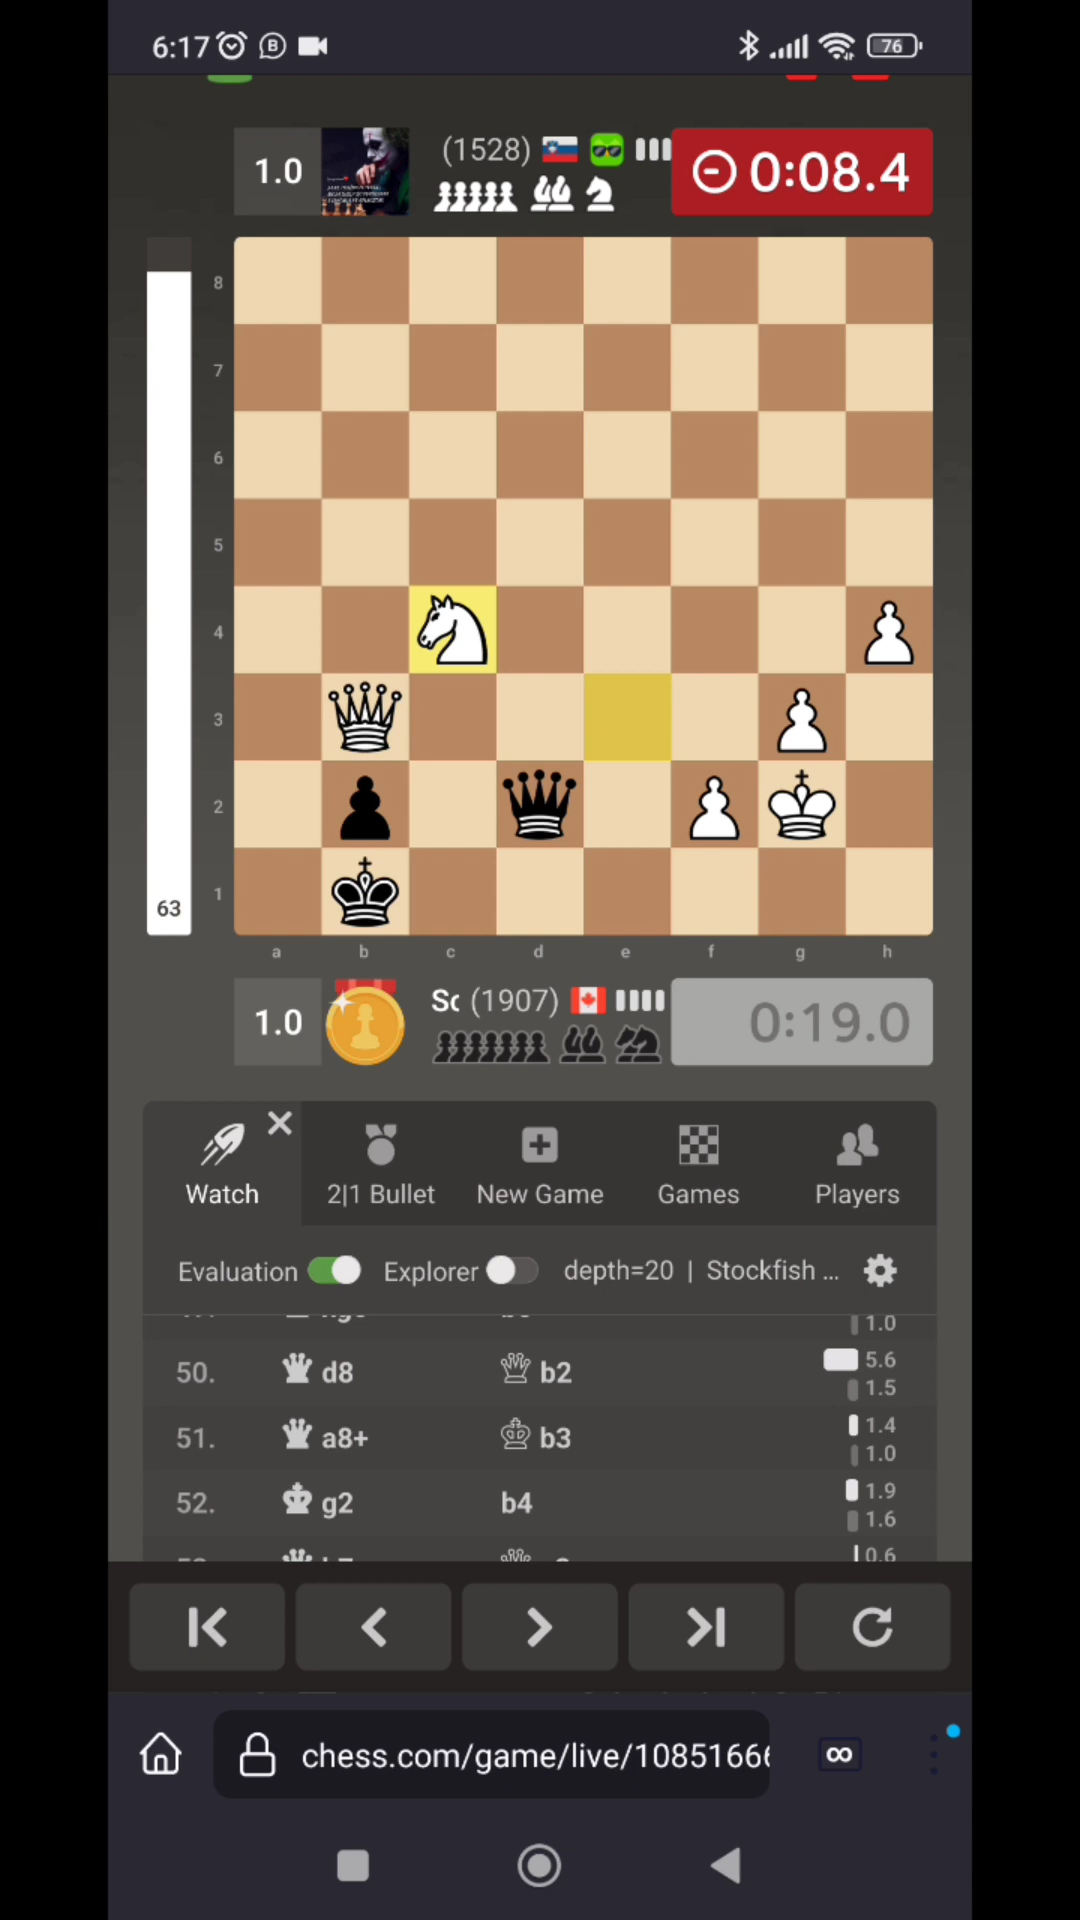 6:17
76
1.0
(1528)
0:08.4
8
7
6
5
4
3
2
1
63
a b c d e f g h
1.0
Sc (1907)
0:19.0
Watch
2|1 Bullet
New Game
Games
Players
Evaluation
Explorer
depth=20 | Stockfish ...
1.0
50. d8 b2 5.6
1.5
51. a8+ b3 1.4
1.0
52. g2 b4 1.9
1.6
0.6
chess.com/game/live/10851666